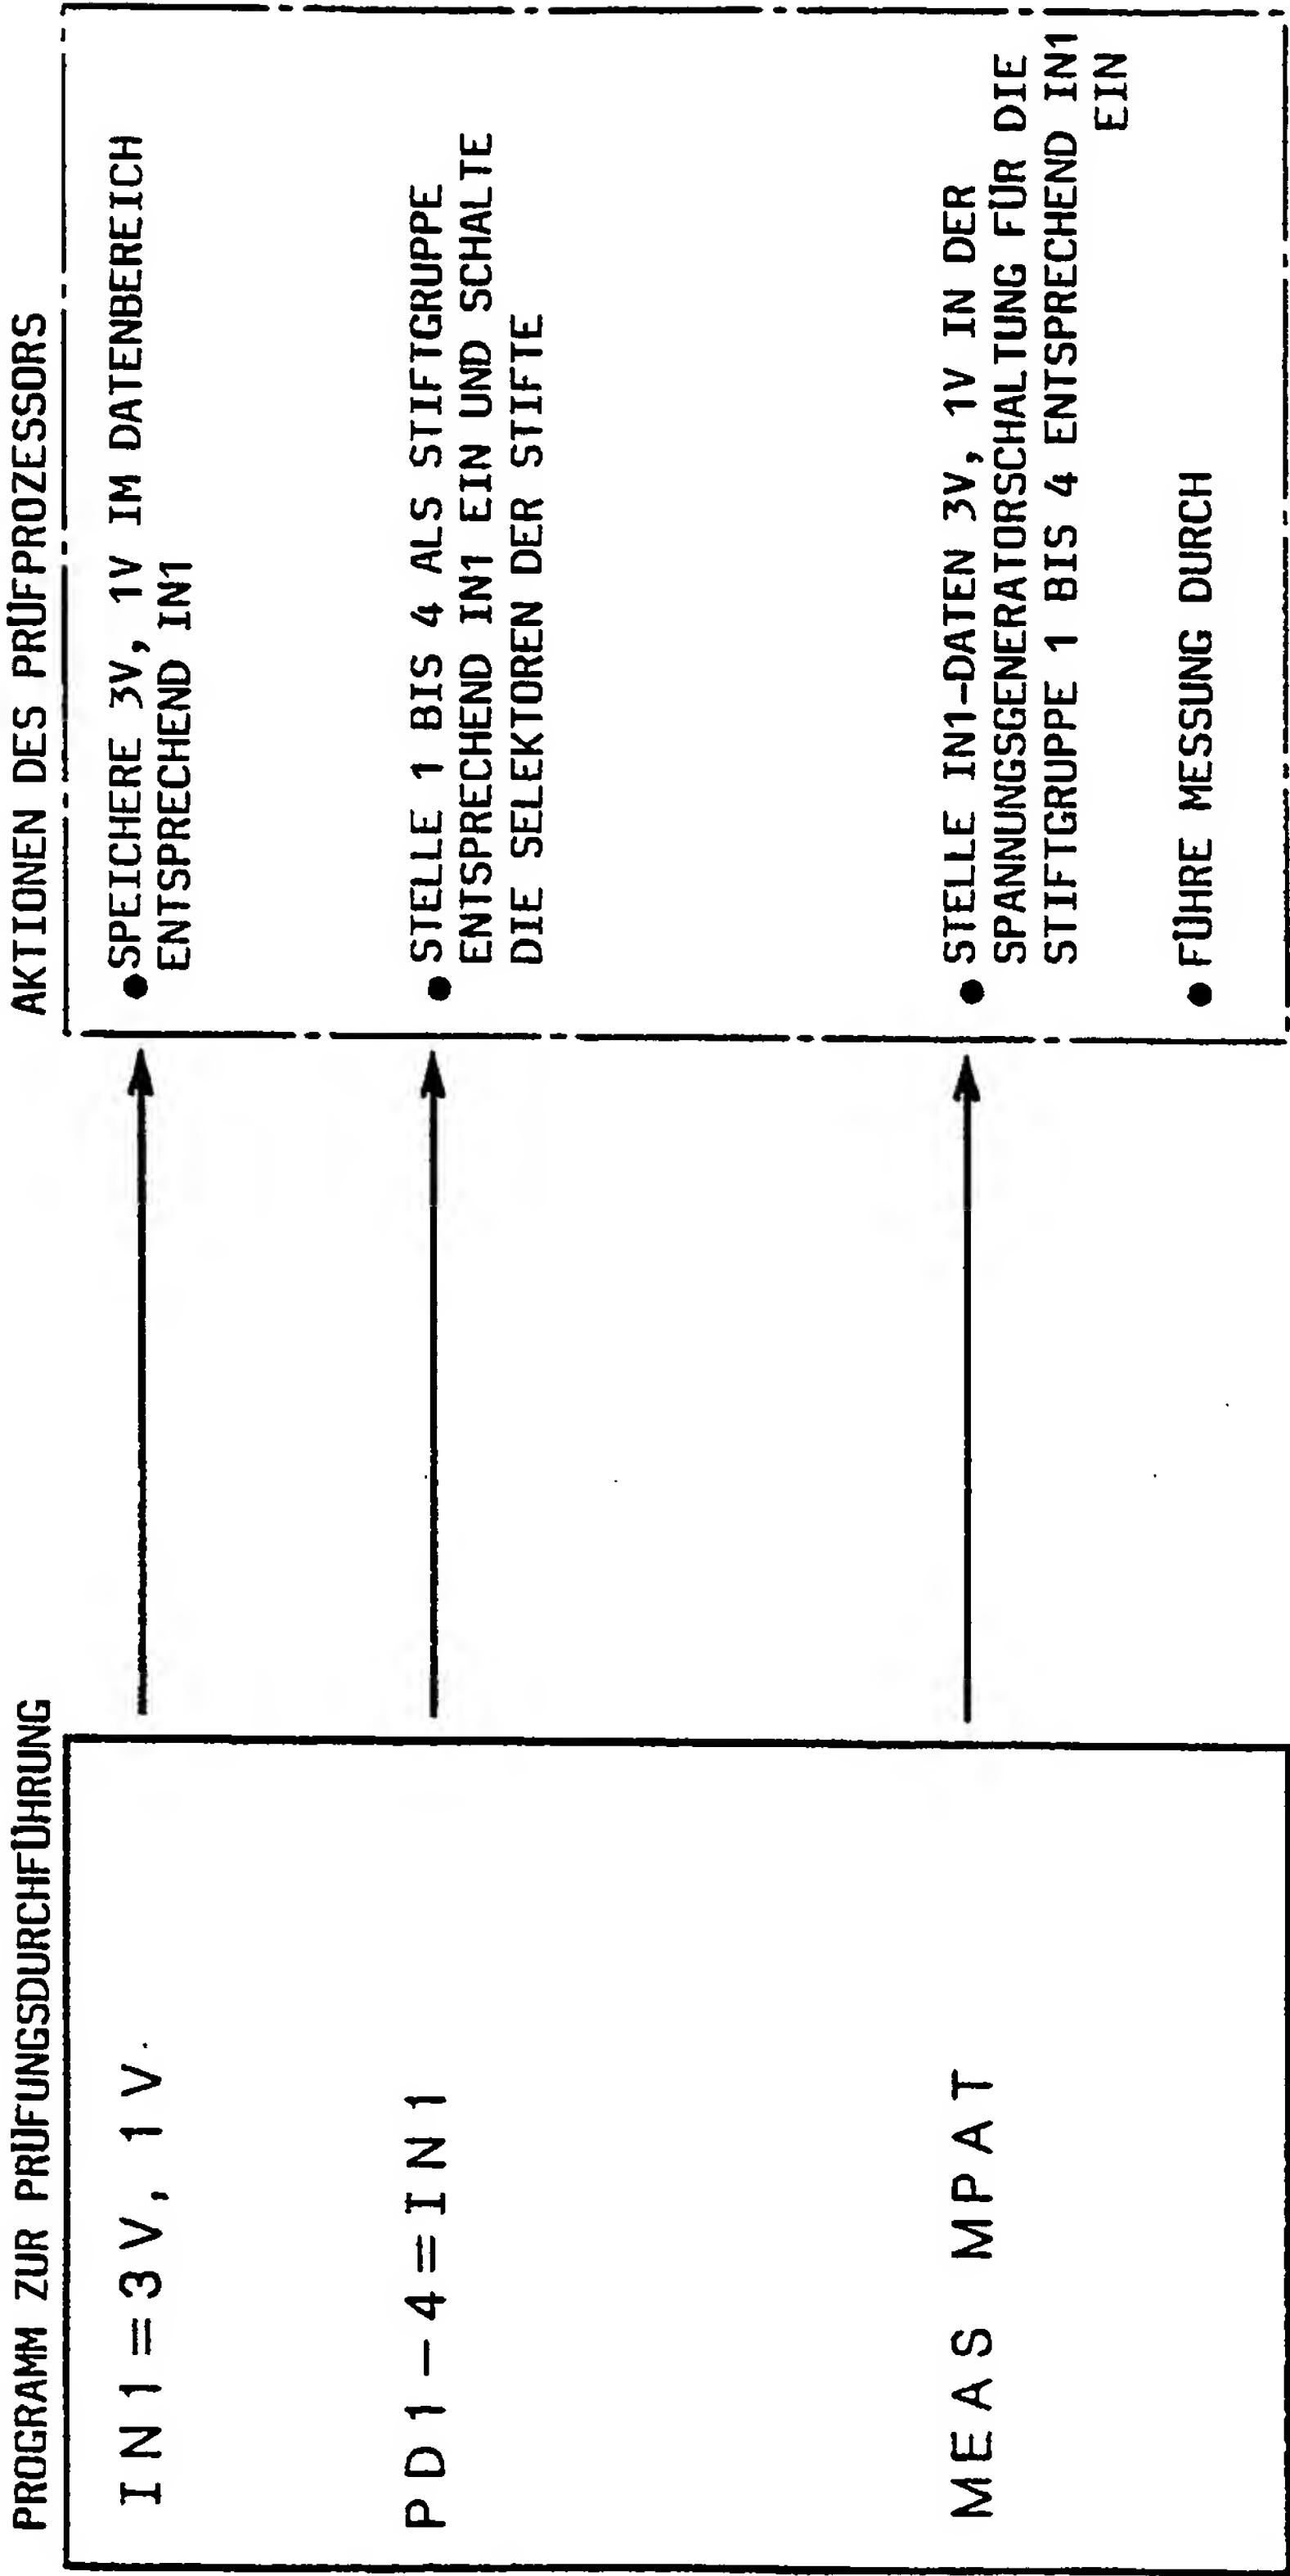 PROGRAMM ZUR PRÜFUNGSDURCHFÜHRUNG
IN1=3V, 1V
PD1-4=IN1
MEAS MPAT
AKTIONEN DES PRÜFPROZESSORS
● SPEICHERE 3V, 1V IM DATENBEREICH
ENTSPRECHEND IN1
● STELLE 1 BIS 4 ALS STIFTGRUPPE
ENTSPRECHEND IN1 EIN UND SCHALTE
DIE SELEKTOREN DER STIFTE
● STELLE IN1-DATEN 3V, 1V IN DER
SPANNUNGSGENERATORSCHALTUNG FÜR DIE
STIFTGRUPPE 1 BIS 4 ENTSPRECHEND IN1
EIN
● FÜHRE MESSUNG DURCH